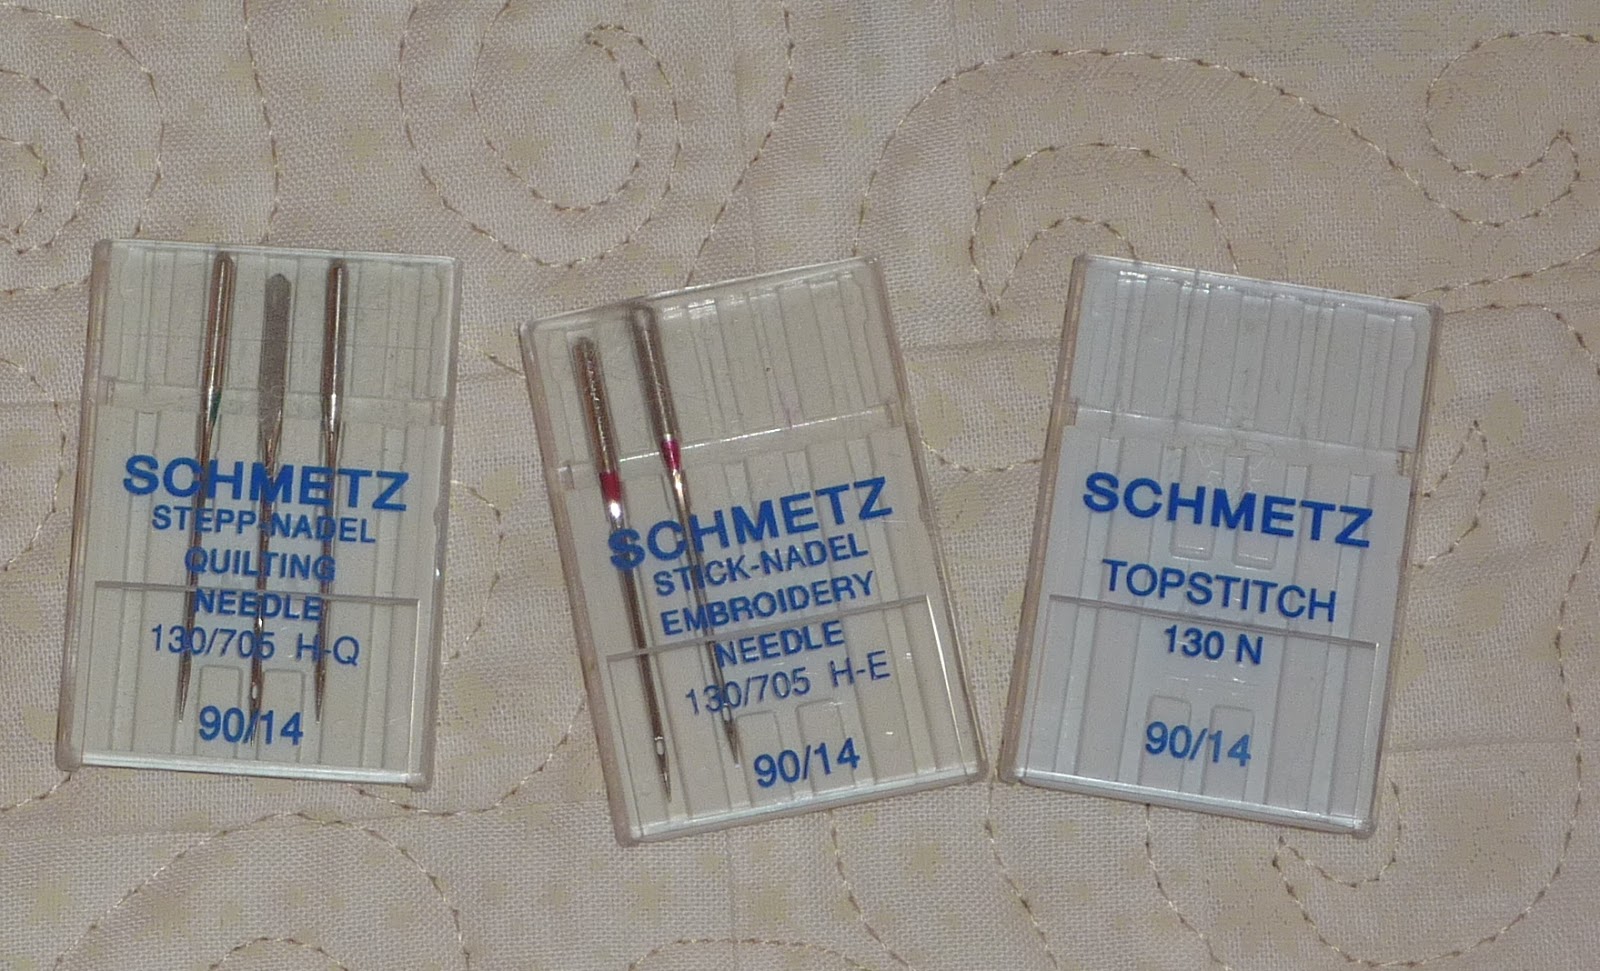 SCHMETZ
STEPP-NADEL
QUILTING
NEEDLE
130/705 H-Q
90/14
SCHMETZ
STICK-NADEL
EMBROIDERY
NEEDLE
130/705 H-E
90/14
SCHMETZ
TOPSTITCH
130 N
90/14